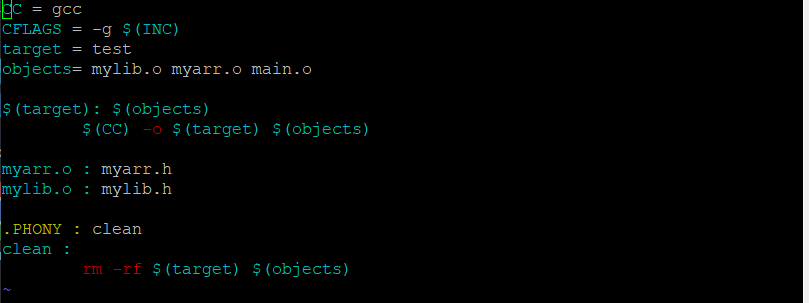 CC = gcc
CFLAGS = -g $(INC)
target = test
objects= mylib.o myarr.o main.o
$(target): $(objects)
$(CC) -o $(target) $(objects)
myarr.o : myarr.h
mylib.o : mylib.h
.PHONY : clean
clean :
rm -rf $(target) $(objects)
~